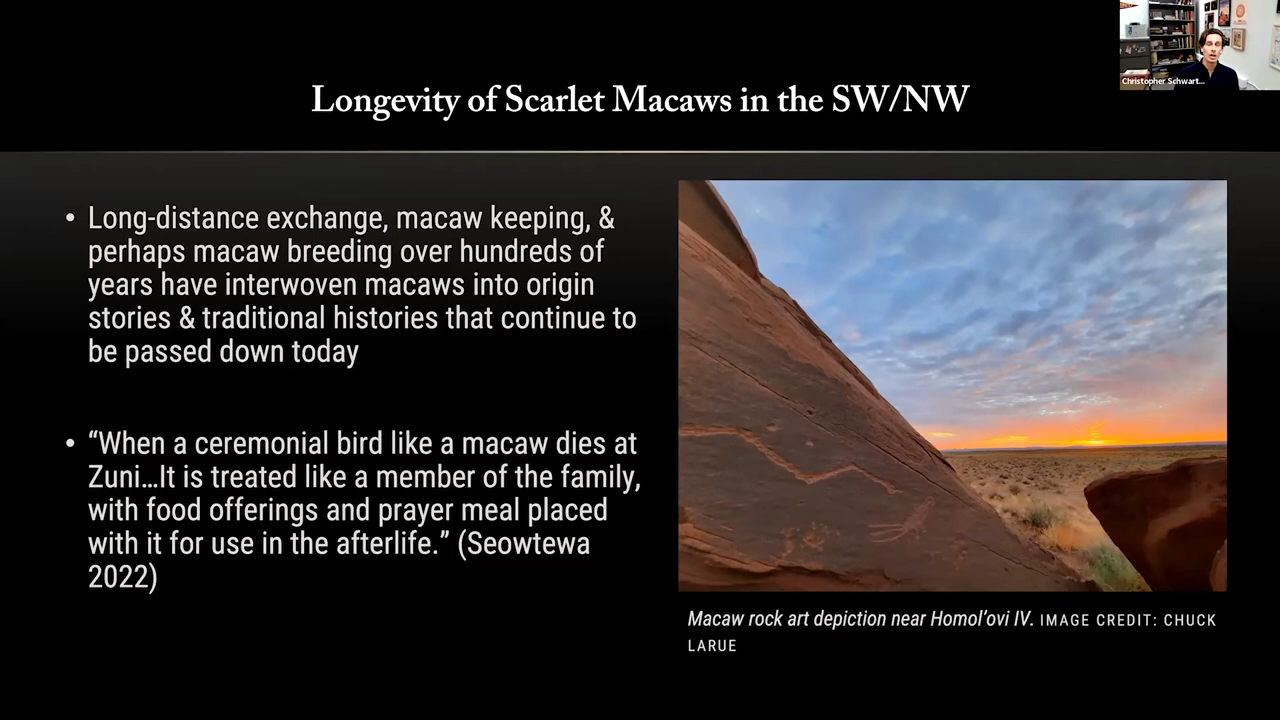 Christopher Schwart...
Longevity of Scarlet Macaws in the SW/NW
• Long-distance exchange, macaw keeping, &
perhaps macaw breeding over hundreds of
years have interwoven macaws into origin
stories & traditional histories that continue to
be passed down today
• “When a ceremonial bird like a macaw dies at
Zuni…It is treated like a member of the family,
with food offerings and prayer meal placed
with it for use in the afterlife.” (Seowtewa
2022)
Macaw rock art depiction near Homol’ovi IV. IMAGE CREDIT: CHUCK
LARUE